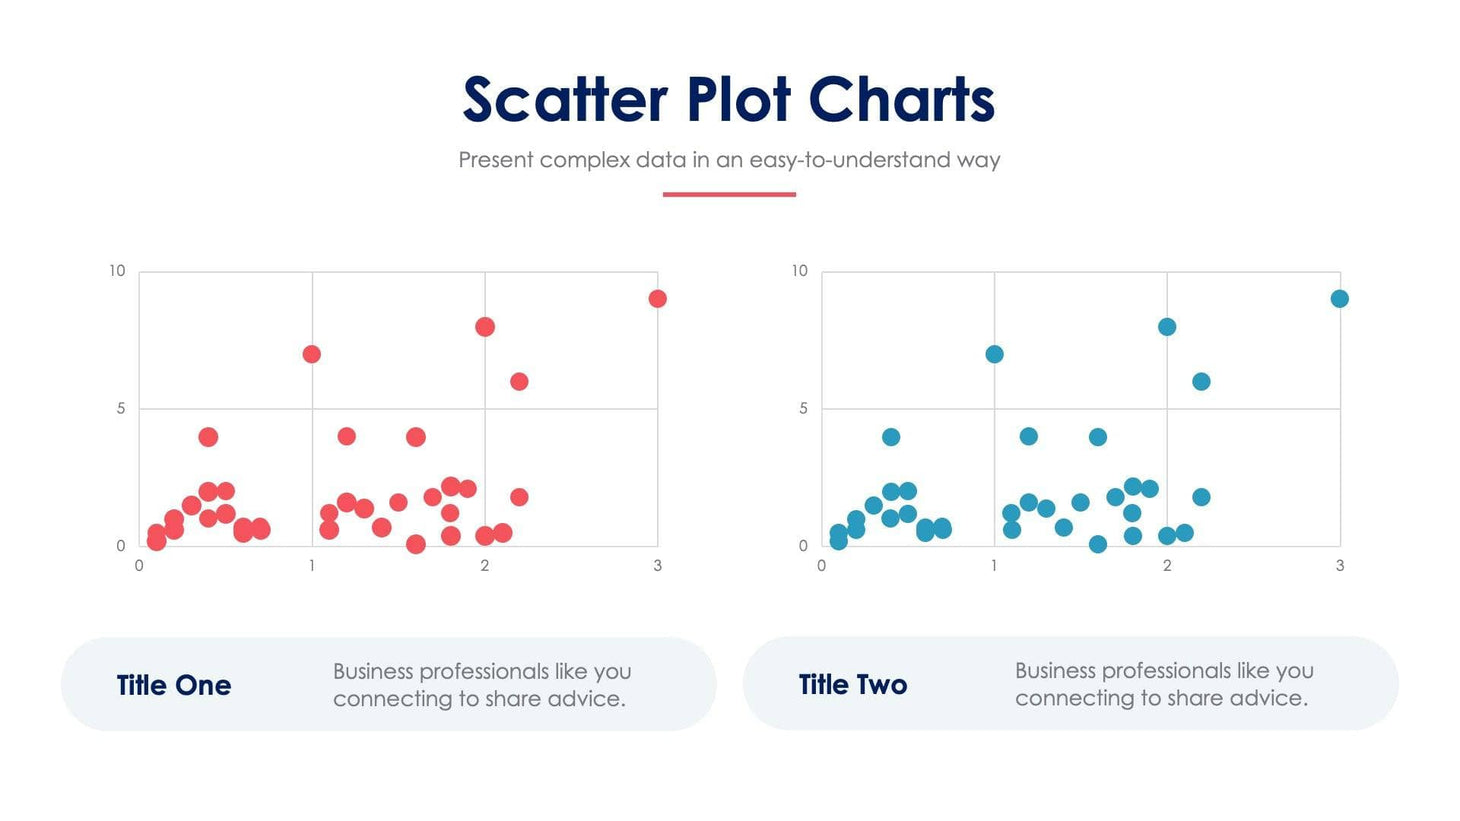 Scatter Plot Charts
Present complex data in an easy-to-understand way
10
5
0
0 1 2 3
10
5
0
0 1 2 3
Title One
Business professionals like you
connecting to share advice.
Title Two
Business professionals like you
connecting to share advice.